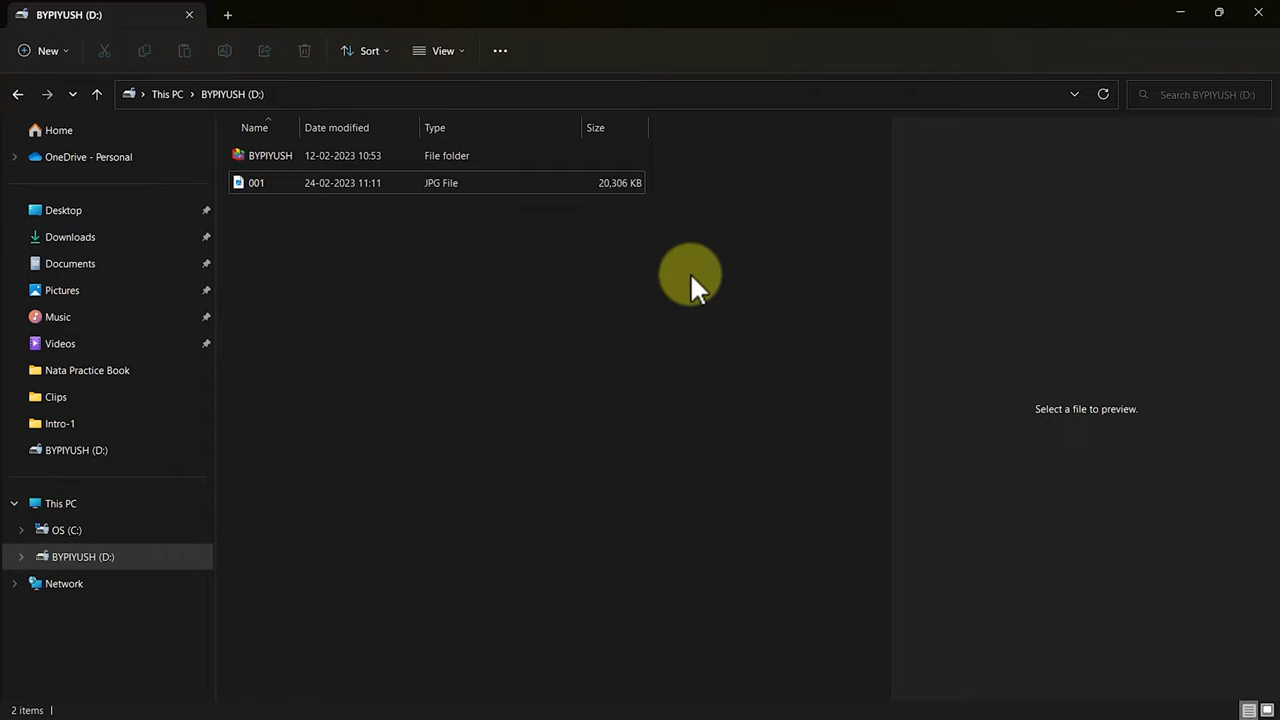 BYPIYUSH (D:)
New
Sort
View
This PC
BYPIYUSH (D:)
Search BYPIYUSH (D:)
Home
OneDrive - Personal
Desktop
Downloads
Documents
Pictures
Music
Videos
Nata Practice Book
Clips
Intro-1
BYPIYUSH (D:)
This PC
OS (C:)
BYPIYUSH (D:)
Network
Name Date modified Type Size
BYPIYUSH 12-02-2023 10:53 File folder
001 24-02-2023 11:11 JPG File 20,306 KB
Select a file to preview.
2 items